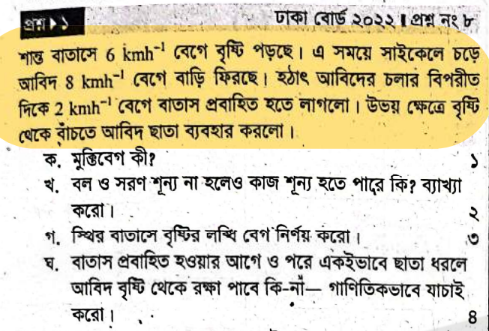 প্রশ্ন ▶ ১ ঢাকা বোর্ড ২০২২ । প্রশ্ন নং ৮
শান্ত বাতাসে 6 kmh⁻¹ বেগে বৃষ্টি পড়ছে। এ সময়ে সাইকেলে চড়ে
আবিদ 8 kmh⁻¹ বেগে বাড়ি ফিরছে। হঠাৎ আবিদের চলার বিপরীত
দিকে 2 kmh⁻¹ বেগে বাতাস প্রবাহিত হতে লাগলো। উভয় ক্ষেত্রে বৃষ্টি
থেকে বাঁচতে আবিদ ছাতা ব্যবহার করলো।
ক. মুক্তিবেগ কী? ১
খ. বল ও সরণ শূন্য না হলেও কাজ শূন্য হতে পারে কি? ব্যাখ্যা
করো। ২
গ. স্থির বাতাসে বৃষ্টির লব্ধি বেগ নির্ণয় করো। ৩
ঘ. বাতাস প্রবাহিত হওয়ার আগে ও পরে একইভাবে ছাতা ধরলে
আবিদ বৃষ্টি থেকে রক্ষা পাবে কি-না— গাণিতিকভাবে যাচাই
করো। ৪